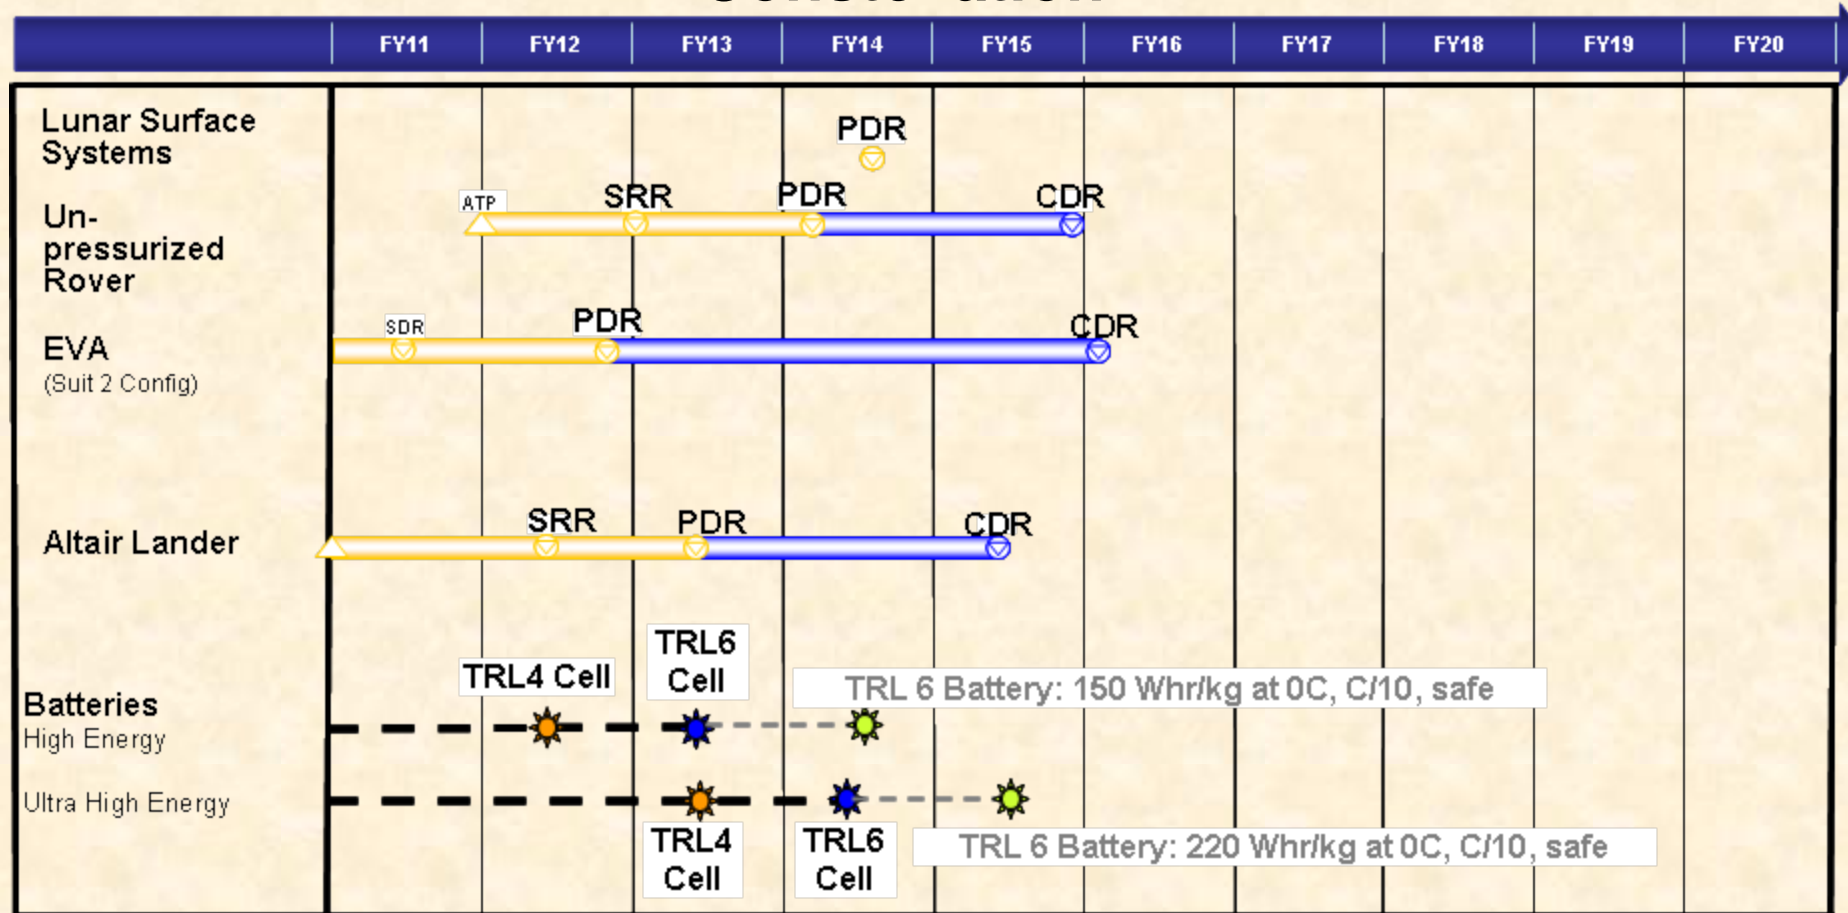 FY11 FY12 FY13 FY14 FY15 FY16 FY17 FY18 FY19 FY20
Lunar Surface
Systems
PDR
Un-
pressurized
Rover
ATP
SRR
PDR
CDR
EVA
(Suit 2 Config)
SDR
PDR
CDR
Altair Lander
SRR
PDR
CDR
Batteries
High Energy
TRL4 Cell
TRL6
Cell
TRL 6 Battery: 150 Whr/kg at 0C, C/10, safe
Ultra High Energy
TRL4
Cell
TRL6
Cell
TRL 6 Battery: 220 Whr/kg at 0C, C/10, safe